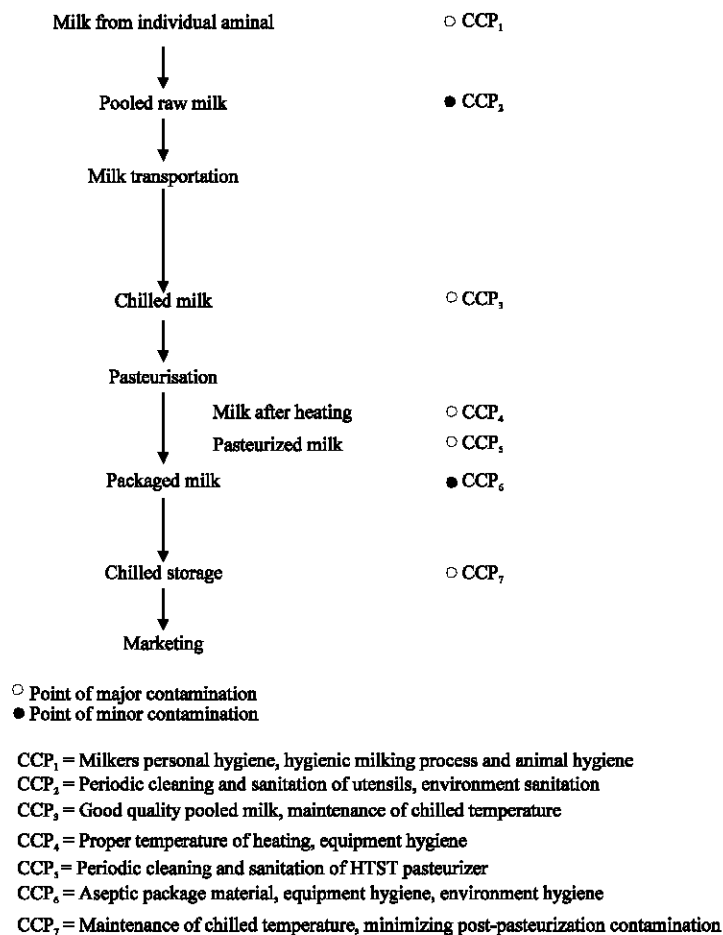 Milk from individual aminal ○ CCP₁
Pooled raw milk ● CCP₂
Milk transportation
Chilled milk ○ CCP₃
Pasteurisation
Milk after heating ○ CCP₄
Pasteurized milk ○ CCP₅
Packaged milk ● CCP₆
Chilled storage ○ CCP₇
Marketing
○ Point of major contamination
● Point of minor contamination
CCP₁ = Milkers personal hygiene, hygienic milking process and animal hygiene
CCP₂ = Periodic cleaning and sanitation of utensils, environment sanitation
CCP₃ = Good quality pooled milk, maintenance of chilled temperature
CCP₄ = Proper temperature of heating, equipment hygiene
CCP₅ = Periodic cleaning and sanitation of HTST pasteurizer
CCP₆ = Aseptic package material, equipment hygiene, environment hygiene
CCP₇ = Maintenance of chilled temperature, minimizing post-pasteurization contamination